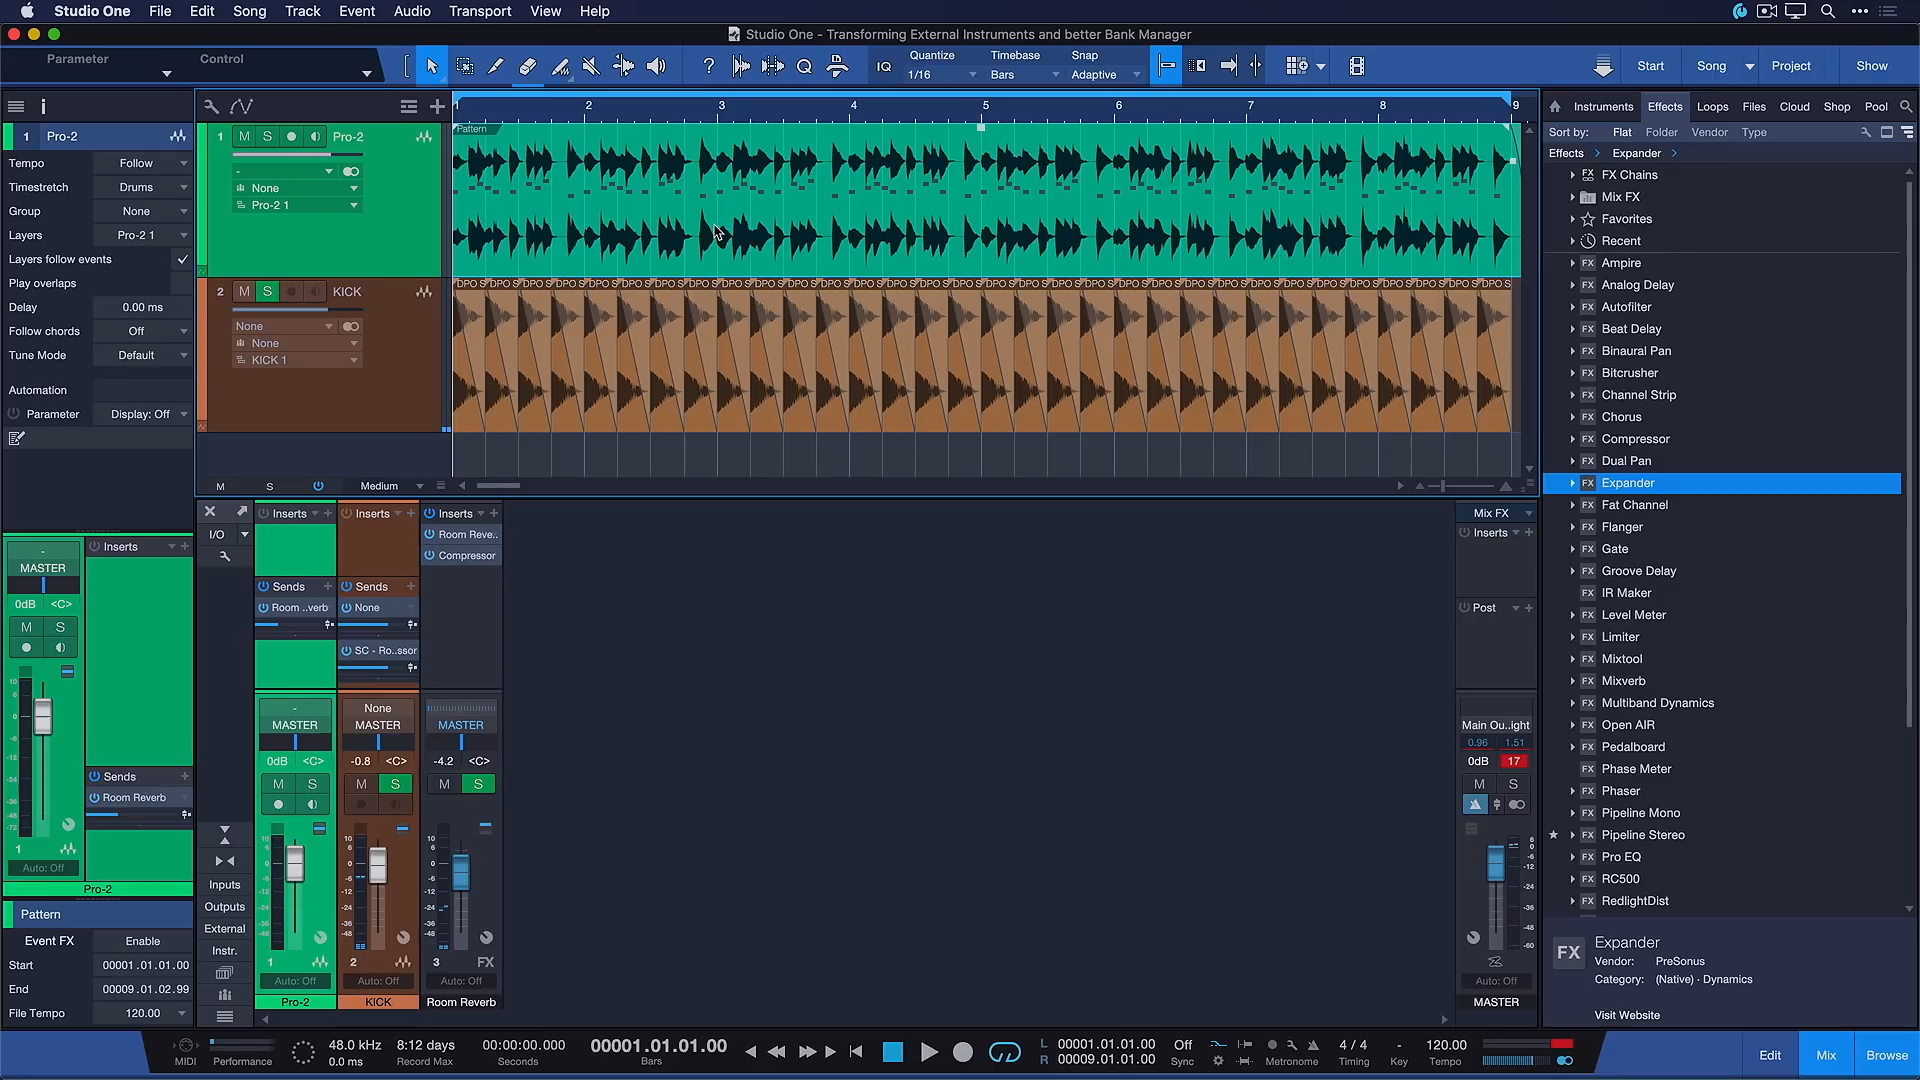 Studio One File Edit Song Track Event Audio Transport View Help
Studio One - Transforming External Instruments and better Bank Manager
Parameter Control
IQ Quantize Timebase Snap
1/16 Bars Adaptive
Start Song Project Show
i
1 Pro-2
Tempo Follow
Timestretch Drums
Group None
Layers Pro-2 1
Layers follow events
Play overlaps
Delay 0.00 ms
Follow chords Off
Tune Mode Default
Automation
Parameter Display: Off
1 2 3 4 5 6 7 8 9
1 M S Pro-2
-
None
Pro-2 1
Pattern
2 M S KICK
None
None
KICK 1
M S Medium
Instruments Effects Loops Files Cloud Shop Pool
Sort by: Flat Folder Vendor Type
Effects > Expander >
FX Chains
Mix FX
Favorites
Recent
FX Ampire
FX Analog Delay
FX Autofilter
FX Beat Delay
FX Binaural Pan
FX Bitcrusher
FX Channel Strip
FX Chorus
FX Compressor
FX Dual Pan
FX Expander
FX Fat Channel
FX Flanger
FX Gate
FX Groove Delay
FX IR Maker
FX Level Meter
FX Limiter
FX Mixtool
FX Mixverb
FX Multiband Dynamics
FX Open AIR
FX Pedalboard
FX Phase Meter
FX Phaser
FX Pipeline Mono
FX Pipeline Stereo
FX Pro EQ
FX RC500
FX RedlightDist
FX Expander
Vendor: PreSonus
Category: (Native) · Dynamics
Visit Website
-
MASTER
0dB <C>
M S
Inserts
Sends
Room Reverb
1
Auto: Off
Pro-2
Pattern
Event FX Enable
Start 00001.01.01.00
End 00009.01.02.99
File Tempo 120.00
I/O
Inputs
Outputs
External
Instr.
Inserts Inserts Inserts
Room Reve..
Compressor
Sends Sends
Room ..verb None
SC - Ro..ssor
- None
MASTER MASTER MASTER
0dB <C> -0.8 <C> -4.2 <C>
M S M S M S
1 2 3 FX
Auto: Off Auto: Off
Pro-2 KICK Room Reverb
Mix FX
Inserts
Post
Main Ou..ight
0.96 1.51
0dB 17
M S
Auto: Off
MASTER
MIDI Performance
48.0 kHz
0.0 ms
8:12 days
Record Max
00:00:00.000
Seconds
00001.01.01.00
Bars
L 00001.01.01.00
R 00009.01.01.00
Off
Sync
Metronome
4 / 4
Timing
-
Key
120.00
Tempo
Edit Mix Browse